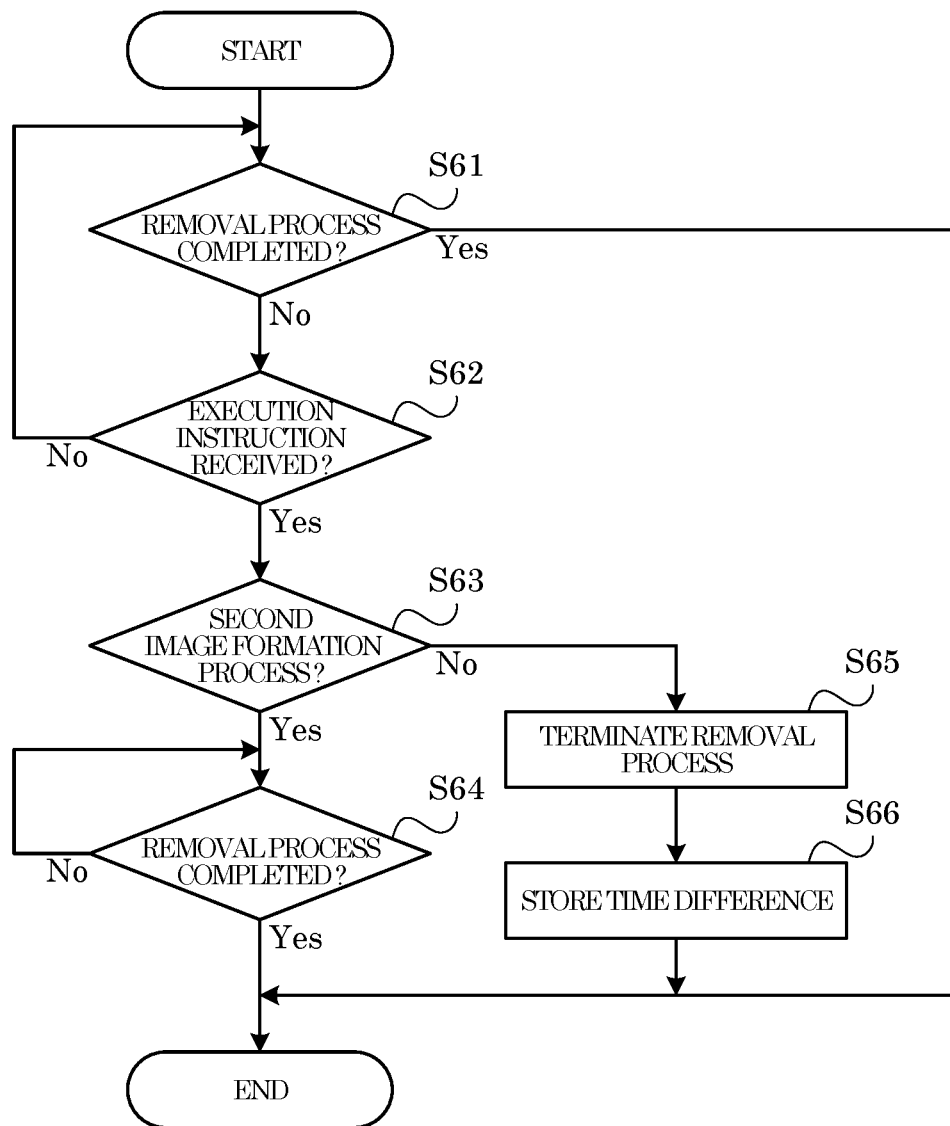 START
S61
REMOVAL PROCESS
COMPLETED?
Yes
No
S62
EXECUTION
INSTRUCTION
RECEIVED?
No
Yes
S63
SECOND
IMAGE FORMATION
PROCESS?
No
Yes
S65
TERMINATE REMOVAL
PROCESS
S64
REMOVAL PROCESS
COMPLETED?
No
Yes
S66
STORE TIME DIFFERENCE
END